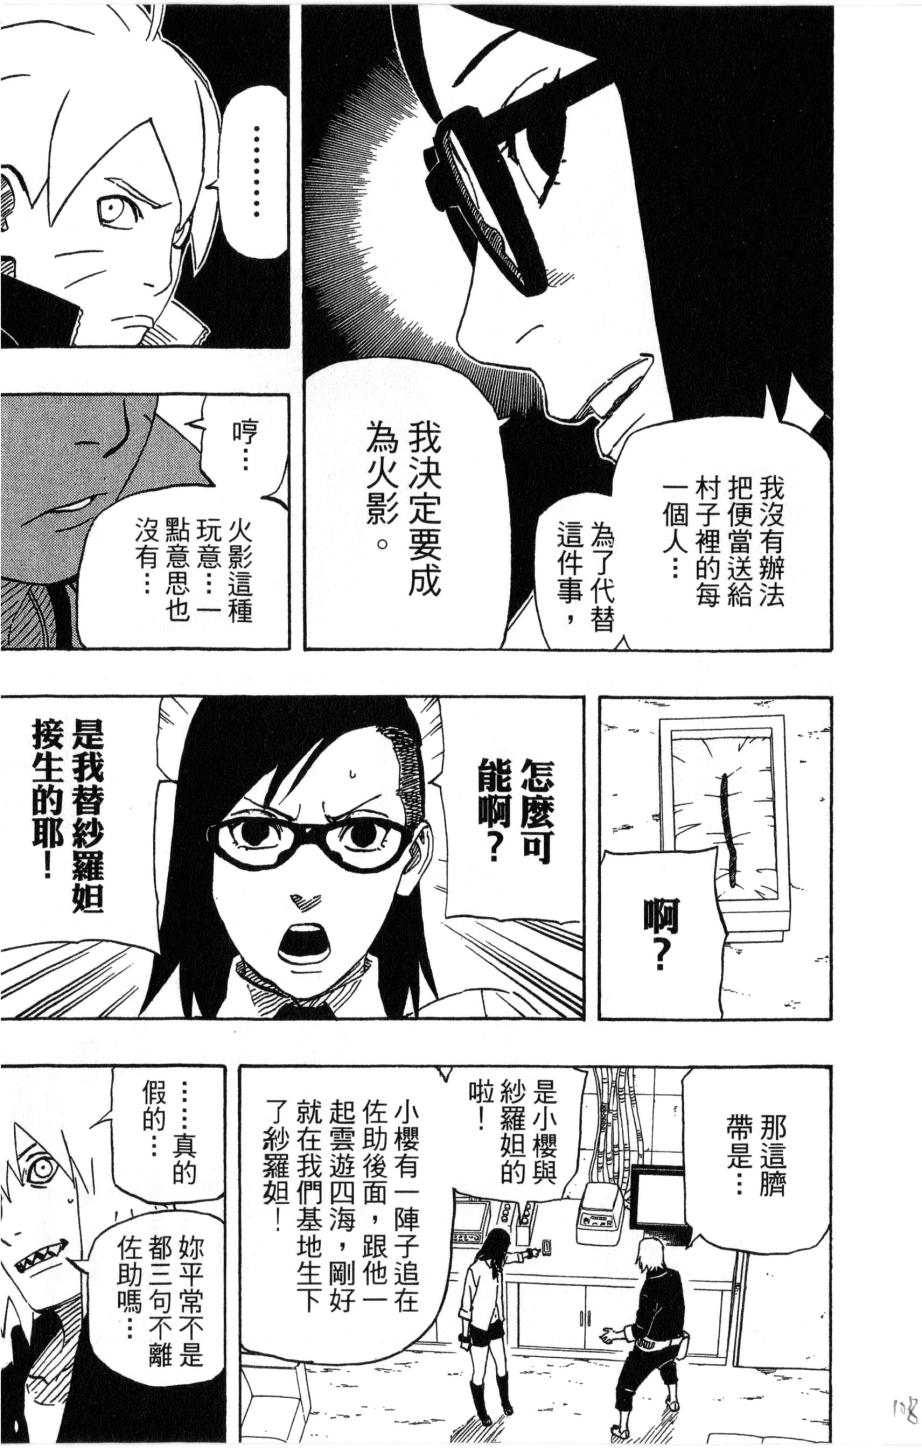 我沒有辦法
把便當送給
村子裡的每
一個人…
為了代替
這件事，
我決定要成
為火影。
………
哼…
火影這種
玩意…一
點意思也
沒有…
啊？
怎麼可
能啊？
是我替紗羅妲
接生的耶！
那這臍
帶是…
是小櫻與
紗羅妲的
啦！
小櫻有一陣子追在
佐助後面，跟他一
起雲遊四海，剛好
就在我們基地生下
了紗羅妲！
……真的
假的…
妳平常不是
都三句不離
佐助嗎…
108